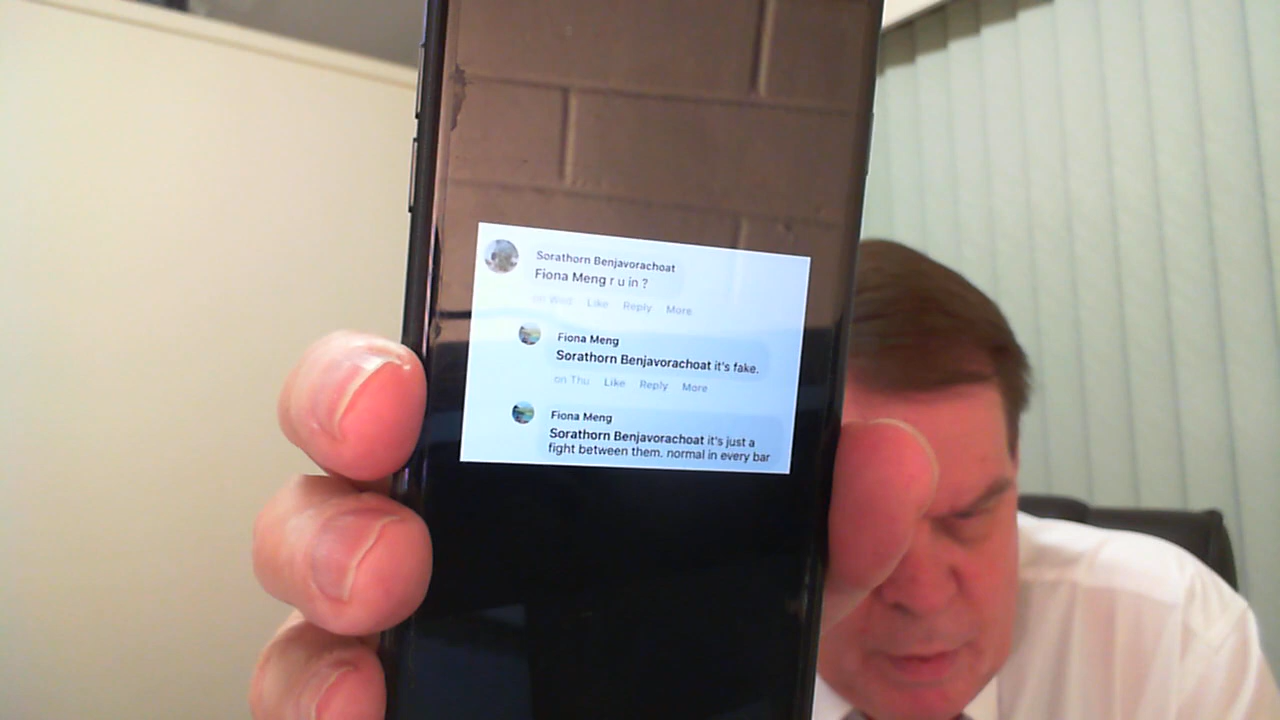 Sorathorn Benjavorachoat
Fiona Meng r u in ?
on Wed Like Reply More
Fiona Meng
Sorathorn Benjavorachoat it's fake.
on Thu Like Reply More
Fiona Meng
Sorathorn Benjavorachoat it's just a
fight between them. normal in every bar